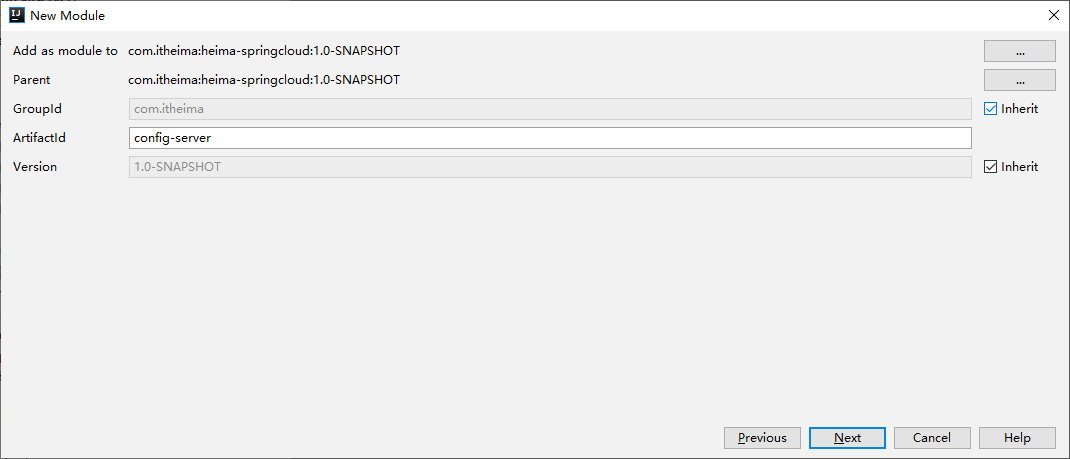 New Module
Add as module to com.itheima:heima-springcloud:1.0-SNAPSHOT ...
Parent com.itheima:heima-springcloud:1.0-SNAPSHOT ...
GroupId com.itheima Inherit
ArtifactId config-server
Version 1.0-SNAPSHOT Inherit
Previous Next Cancel Help